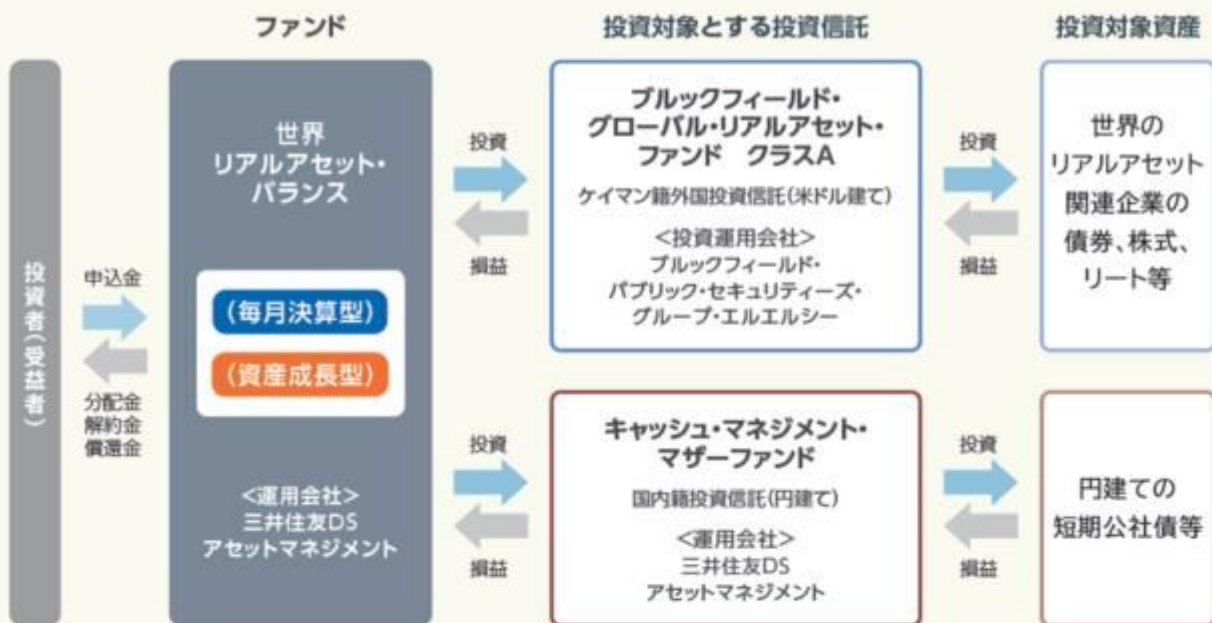 ファンド
投資対象とする投資信託
投資対象資産
投資者(受益者)
申込金
分配金
解約金
償還金
世界
リアルアセット・
バランス
(毎月決算型)
(資産成長型)
<運用会社>
三井住友DS
アセットマネジメント
投資
損益
投資
損益
ブルックフィールド・
グローバル・リアルアセット・
ファンド クラスA
ケイマン籍外国投資信託(米ドル建て)
<投資運用会社>
ブルックフィールド・
パブリック・セキュリティーズ・
グループ・エルエルシー
キャッシュ・マネジメント・
マザーファンド
国内籍投資信託(円建て)
<運用会社>
三井住友DS
アセットマネジメント
投資
損益
投資
損益
世界の
リアルアセット
関連企業の
債券、株式、
リート等
円建ての
短期公社債等